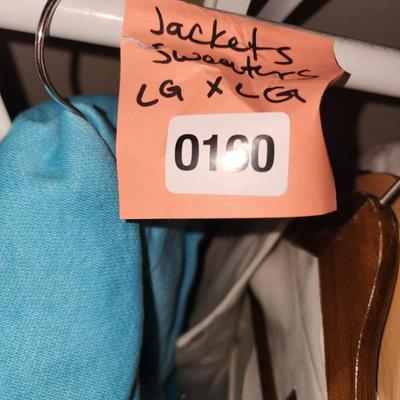 Jackets
Sweaters
LG X LG
0160